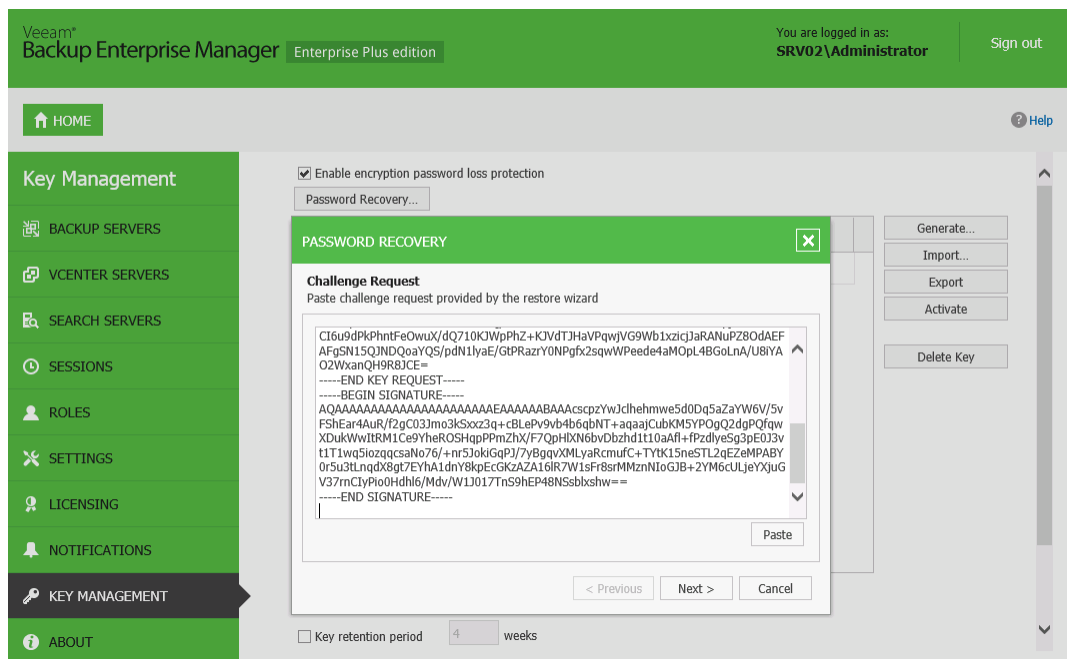 Veeam®
Backup Enterprise Manager Enterprise Plus edition
You are logged in as:
SRV02\Administrator
Sign out
HOME
? Help
Key Management
BACKUP SERVERS
VCENTER SERVERS
SEARCH SERVERS
SESSIONS
ROLES
SETTINGS
LICENSING
NOTIFICATIONS
KEY MANAGEMENT
ABOUT
Enable encryption password loss protection
Password Recovery...
PASSWORD RECOVERY
Challenge Request
Paste challenge request provided by the restore wizard
CI6u9dPkPhntFeOwuX/dQ710KJWpPhZ+KJVdTJHaVPqwjVG9Wb1xzicjJaRANuPZ8OdAEF
AFgSN15QJNDQoaYQS/pdN1lyaE/GtPRazrY0NPgfx2sqwWPeede4aMOpL4BGoLnA/U8iYA
O2WxanQH9R8JCE=
-----END KEY REQUEST-----
-----BEGIN SIGNATURE-----
AQAAAAAAAAAAAAAAAAAAAAAAEAAAAAABAAAcscpzYwJclhehmwe5d0Dq5aZaYW6V/5v
FShEar4AuR/f2gC03Jmo3kSxxz3q+cBLePv9vb4b6qbNT+aqaajCubKM5YPOgQ2dgPQfqw
XDukWwItRM1Ce9YheROSHqpPPmZhX/F7QpHlXN6bvDbzhd1t10aAfl+fPzdlyeSg3pE0J3v
t1T1wq5iozqqcsaNo76/+nr5JokiGqPJ/7yBgqvXMLyaRcmufC+TYtK15neSTL2qEZeMPABY
0r5u3tLnqdX8gt7EYhA1dnY8kpEcGKzAZA16lR7W1sFr8srMMznNIoGJB+2YM6cULjeYXjuG
V37rnCIyPio0Hdhl6/Mdv/W1J017TnS9hEP48NSsblxshw==
-----END SIGNATURE-----
Paste
< Previous
Next >
Cancel
Generate...
Import...
Export
Activate
Delete Key
Key retention period 4 weeks